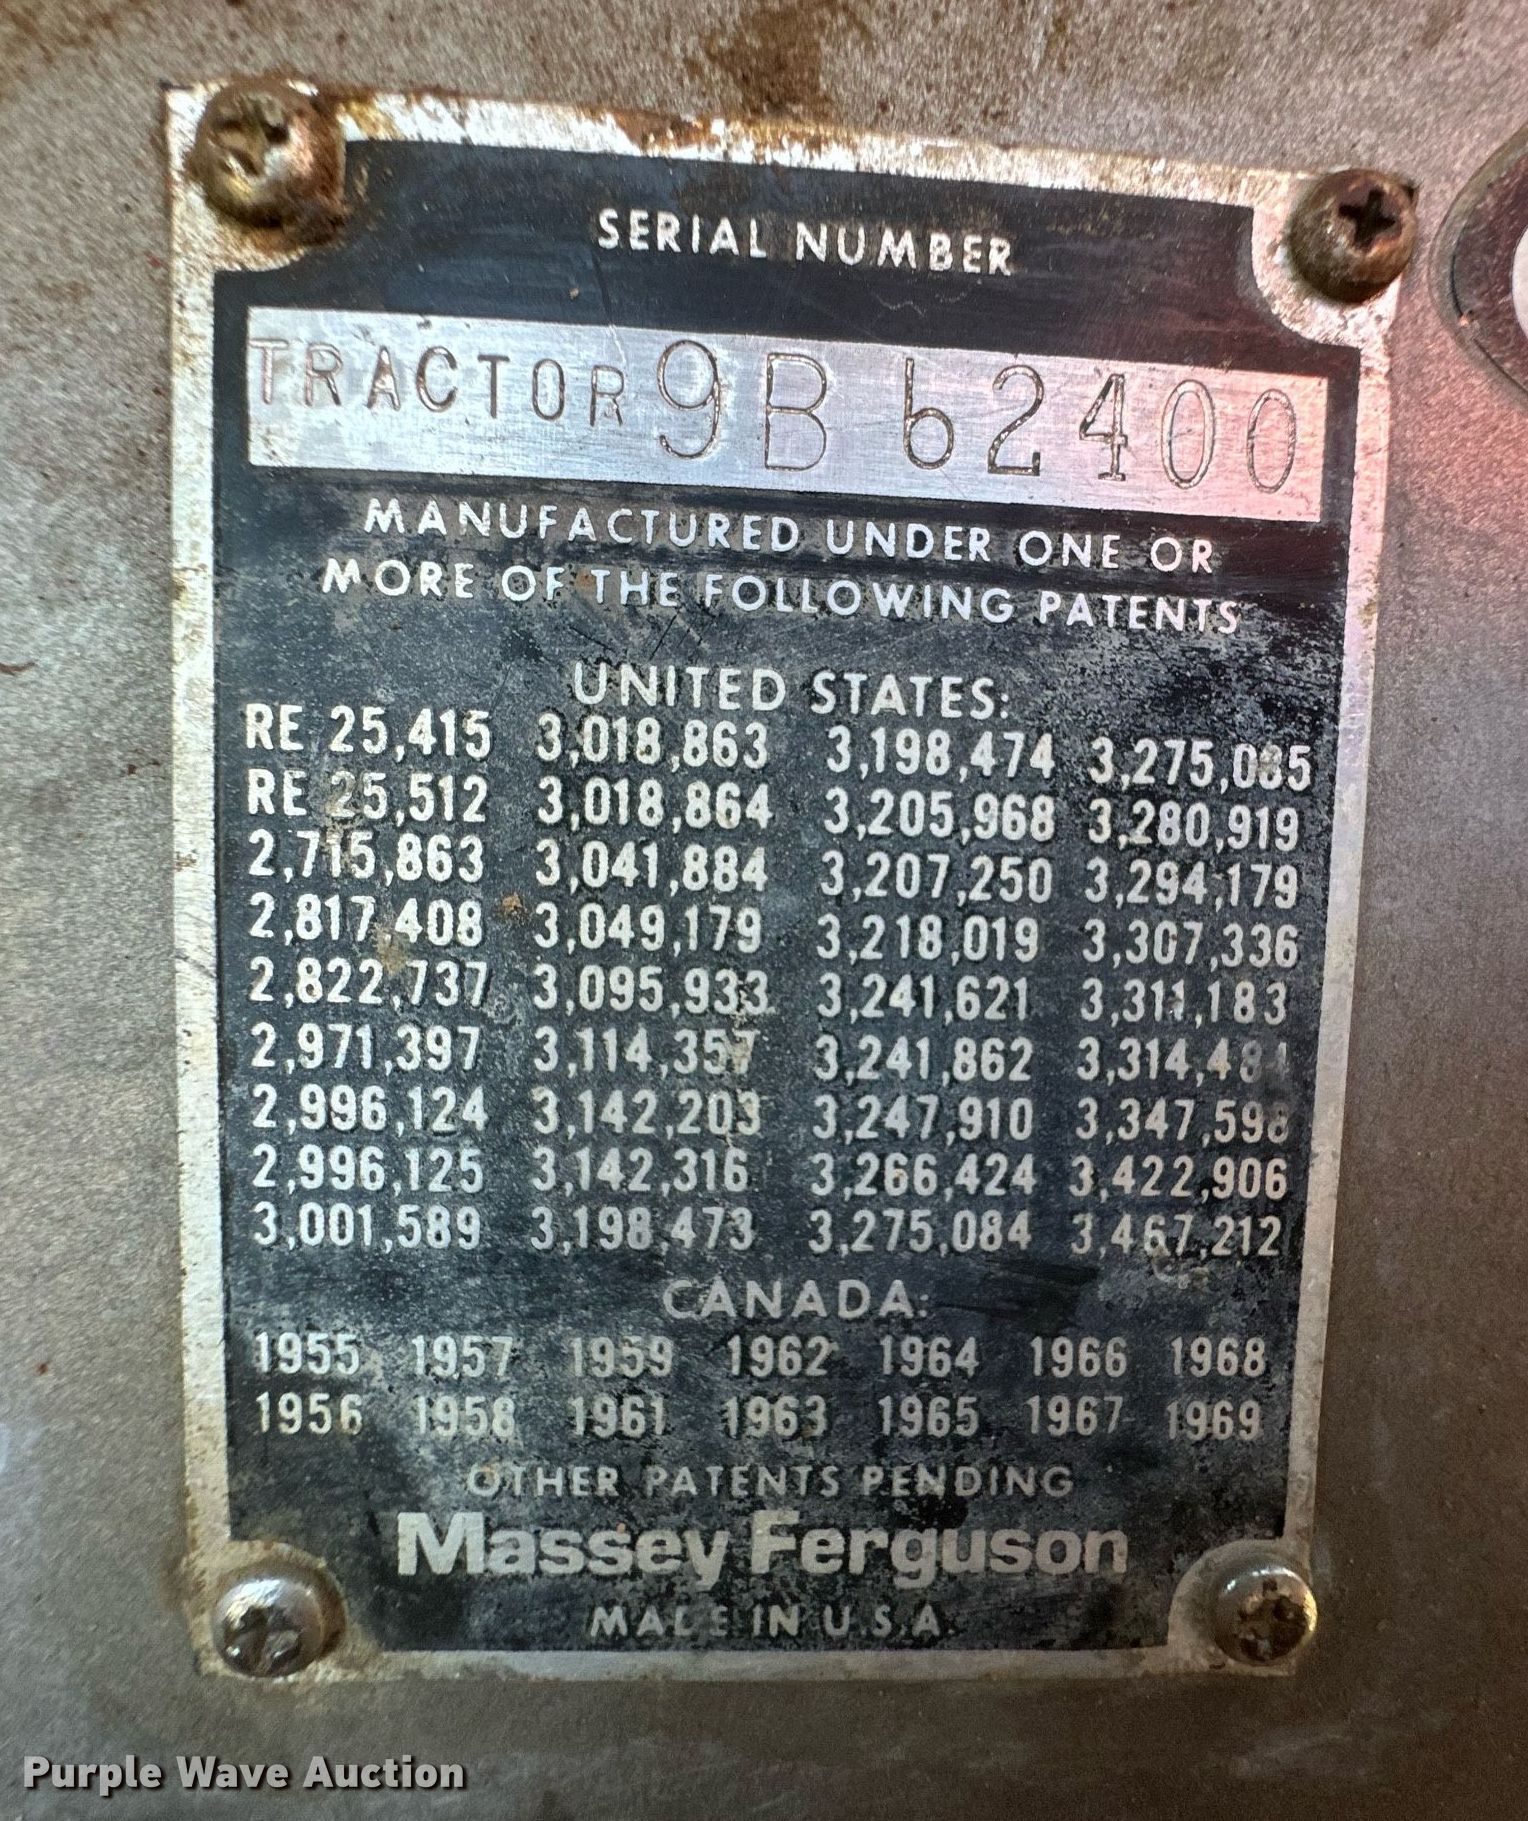 SERIAL NUMBER
TRACTOR 9B 62400
MANUFACTURED UNDER ONE OR
MORE OF THE FOLLOWING PATENTS
UNITED STATES:
RE 25,415 3,018,863 3,198,474 3,275,085
RE 25,512 3,018,864 3,205,968 3,280,919
2,715,863 3,041,884 3,207,250 3,294,179
2,817,408 3,049,179 3,218,019 3,307,336
2,822,737 3,095,933 3,241,621 3,311,183
2,971,397 3,114,357 3,241,862
2,996,124 3,142,203 3,247,910
2,996,125 3,142,316 3,266,424 3,422,906
3,001,589 3,198,473 3,275,084 3,467,212
CANADA:
1955 1957 1959 1962 1964 1966 1968
1956 1958 1961 1963 1965 1967 1969
OTHER PATENTS PENDING
Massey Ferguson
MADE IN U.S.A.
Purple Wave Auction